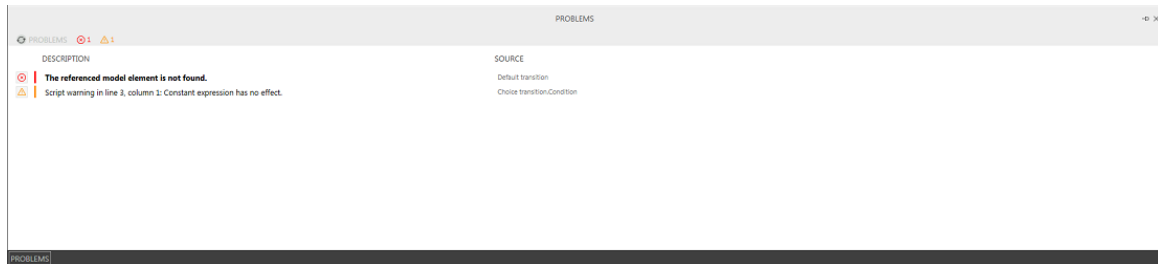 PROBLEMS
PROBLEMS 1 1
DESCRIPTION SOURCE
The referenced model element is not found. Default transition
Script warning in line 3, column 1: Constant expression has no effect. Choice transition.Condition
PROBLEMS